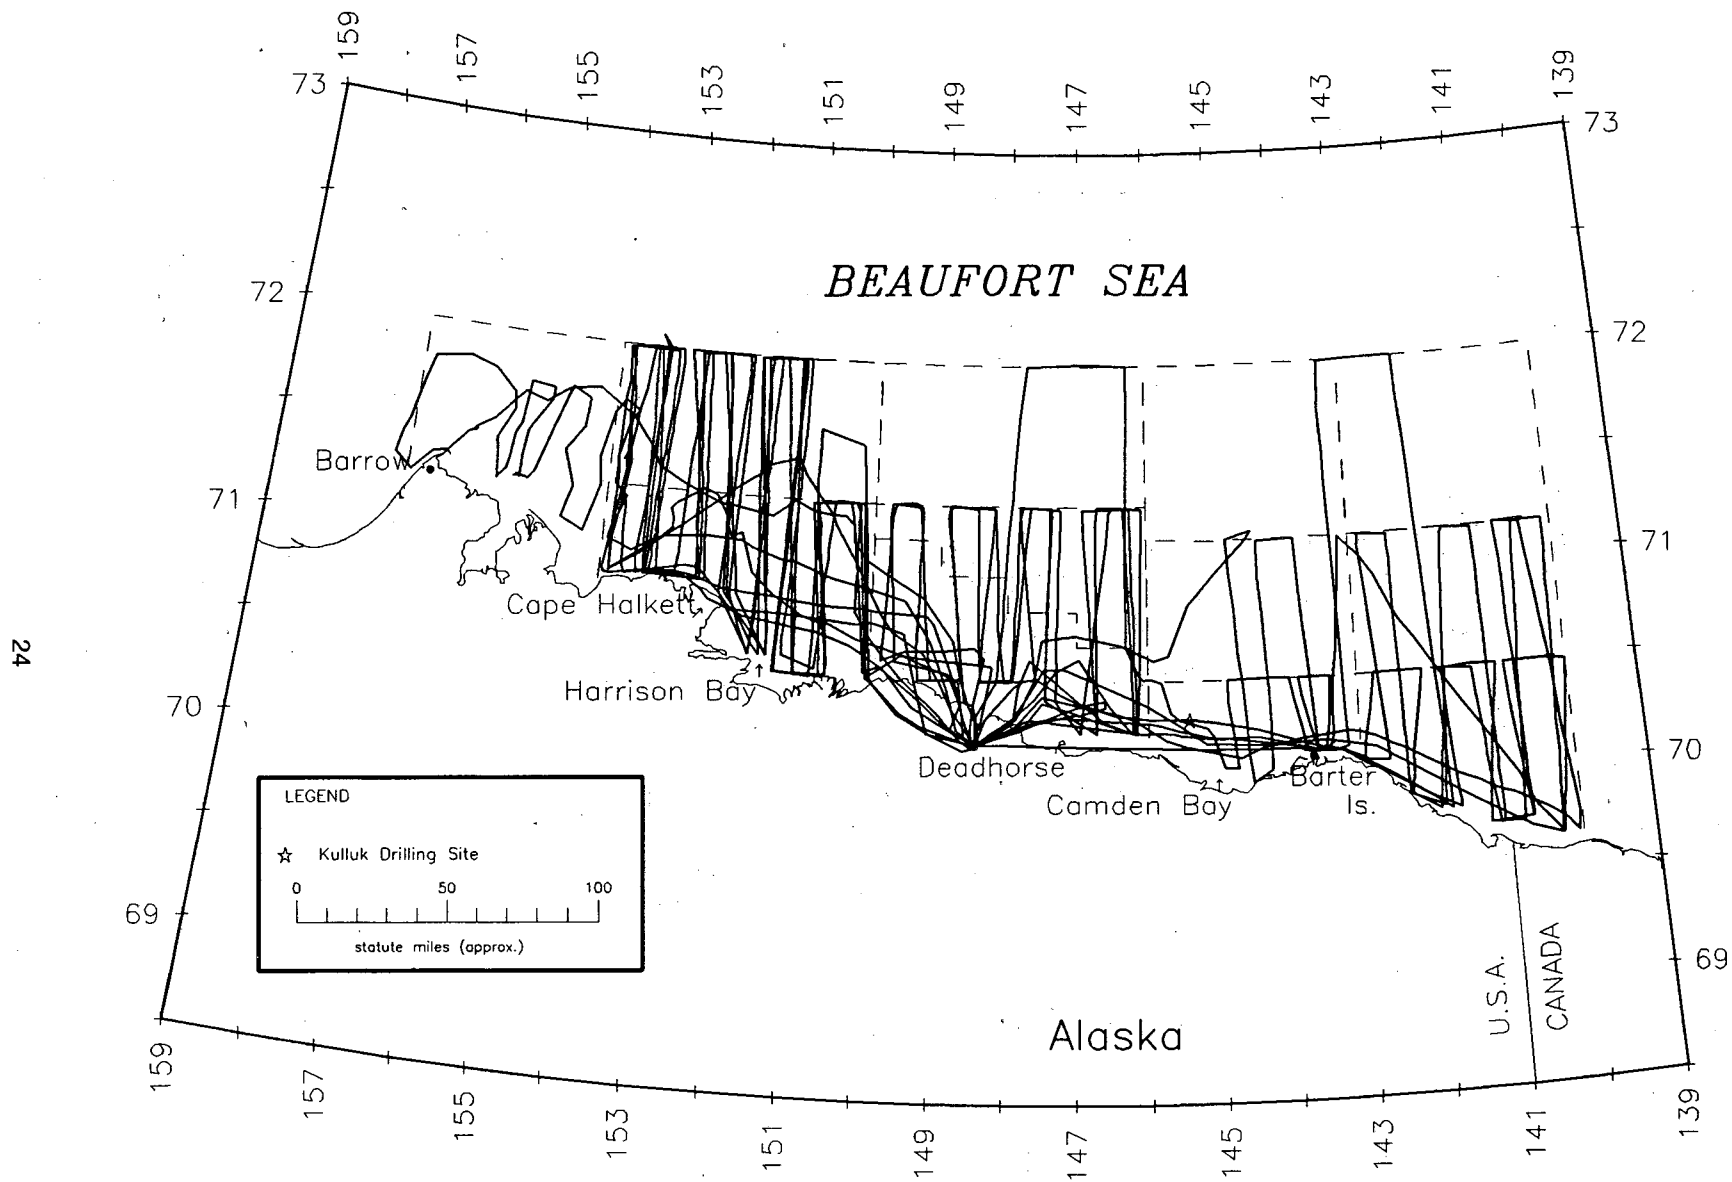 159
157
155
153
151
149
147
145
143
141
139
73
73
BEAUFORT SEA
72
72
Barrow
71
71
Cape Halkett
Harrison Bay
70
70
Deadhorse
Barter
Is.
Camden Bay
LEGEND
Kulluk Drilling Site
0 50 100
statute miles (approx.)
69
69
U.S.A.
CANADA
Alaska
159
157
155
153
151
149
147
145
143
141
139
24